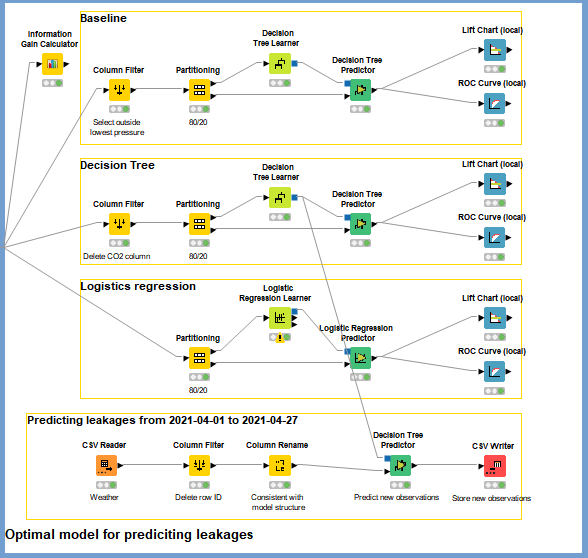 Baseline
Information
Gain Calculator
Column Filter
Select outside
lowest pressure
Partitioning
80/20
Decision
Tree Learner
Decision Tree
Predictor
Lift Chart (local)
ROC Curve (local)
Decision Tree
Column Filter
Delete CO2 column
Partitioning
80/20
Decision
Tree Learner
Decision Tree
Predictor
Lift Chart (local)
ROC Curve (local)
Logistics regression
Partitioning
80/20
Logistic
Regression Learner
Logistic Regression
Predictor
Lift Chart (local)
ROC Curve (local)
Predicting leakages from 2021-04-01 to 2021-04-27
CSV Reader
Weather
Column Filter
Delete row ID
Column Rename
Consistent with
model structure
Decision Tree
Predictor
Predict new observations
CSV Writer
Store new observations
Optimal model for prediciting leakages